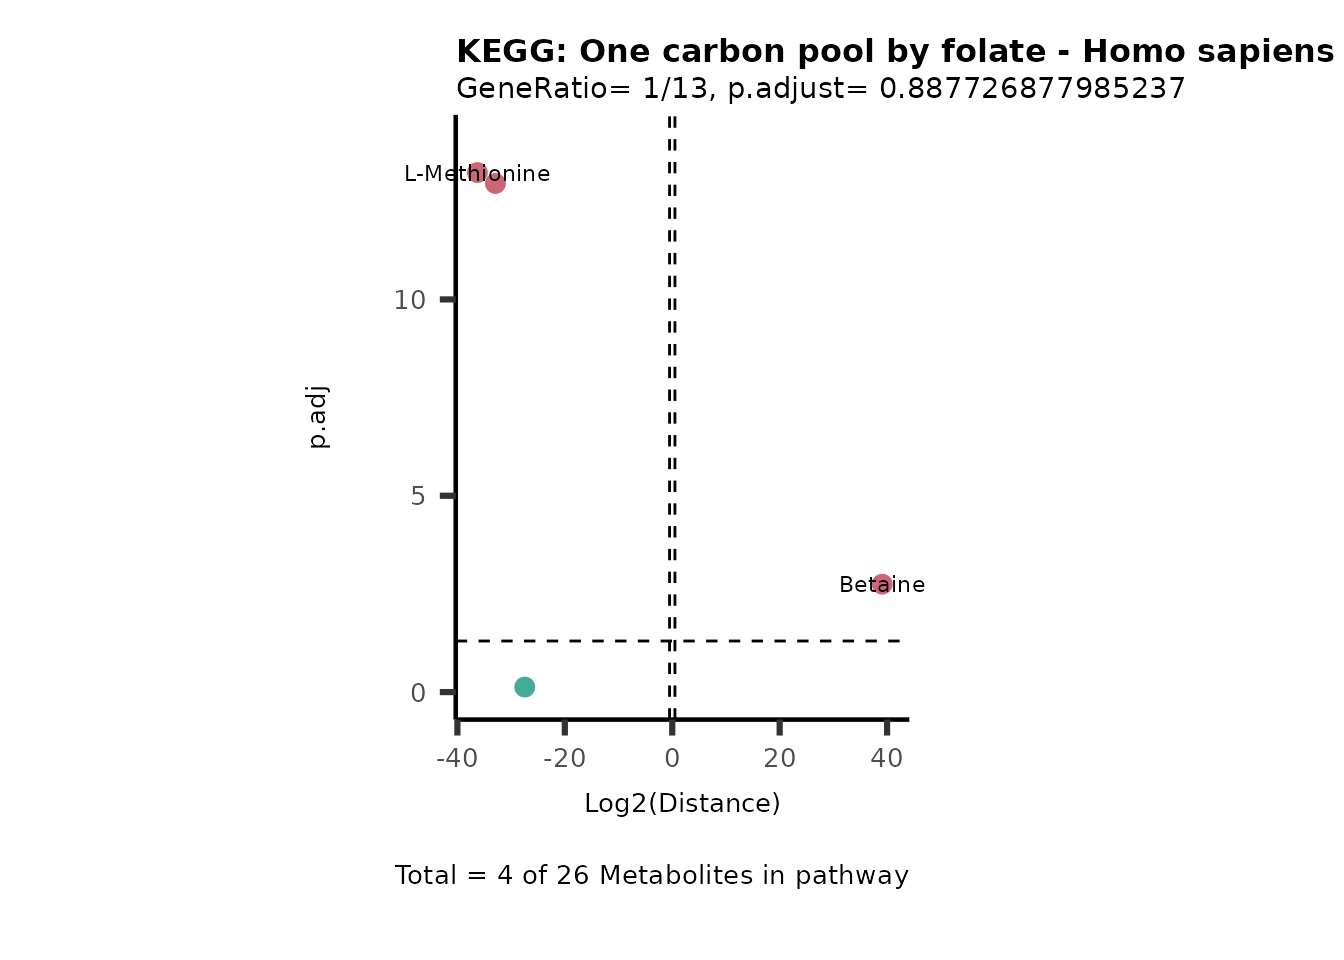 KEGG: One carbon pool by folate - Homo sapiens
GeneRatio= 1/13, p.adjust= 0.887726877985237
L-Methionine
10
p.adj
5
Betaine
0
-40 -20 0 20 40
Log2(Distance)
Total = 4 of 26 Metabolites in pathway